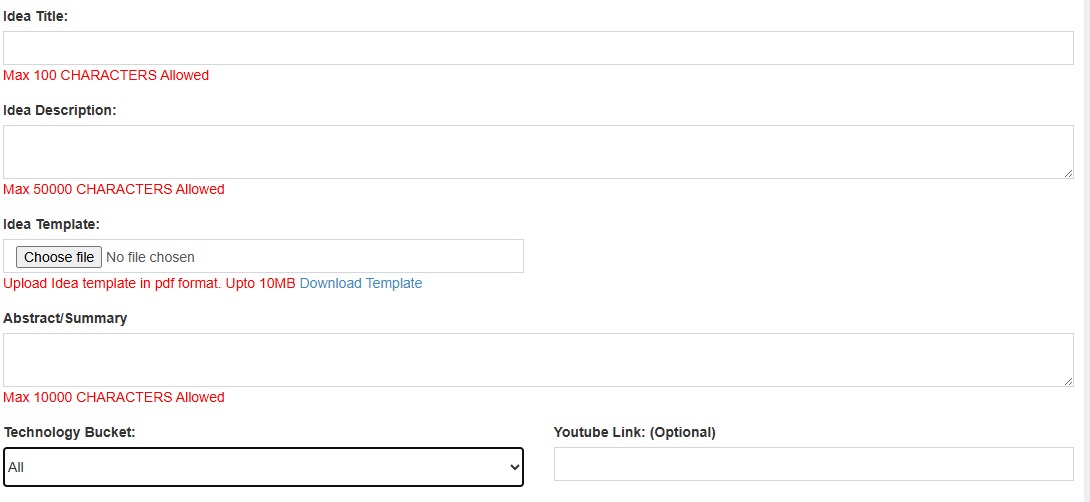 Idea Title:
Max 100 CHARACTERS Allowed
Idea Description:
Max 50000 CHARACTERS Allowed
Idea Template:
Choose file No file chosen
Upload Idea template in pdf format. Upto 10MB Download Template
Abstract/Summary
Max 10000 CHARACTERS Allowed
Technology Bucket:
Youtube Link: (Optional)
All